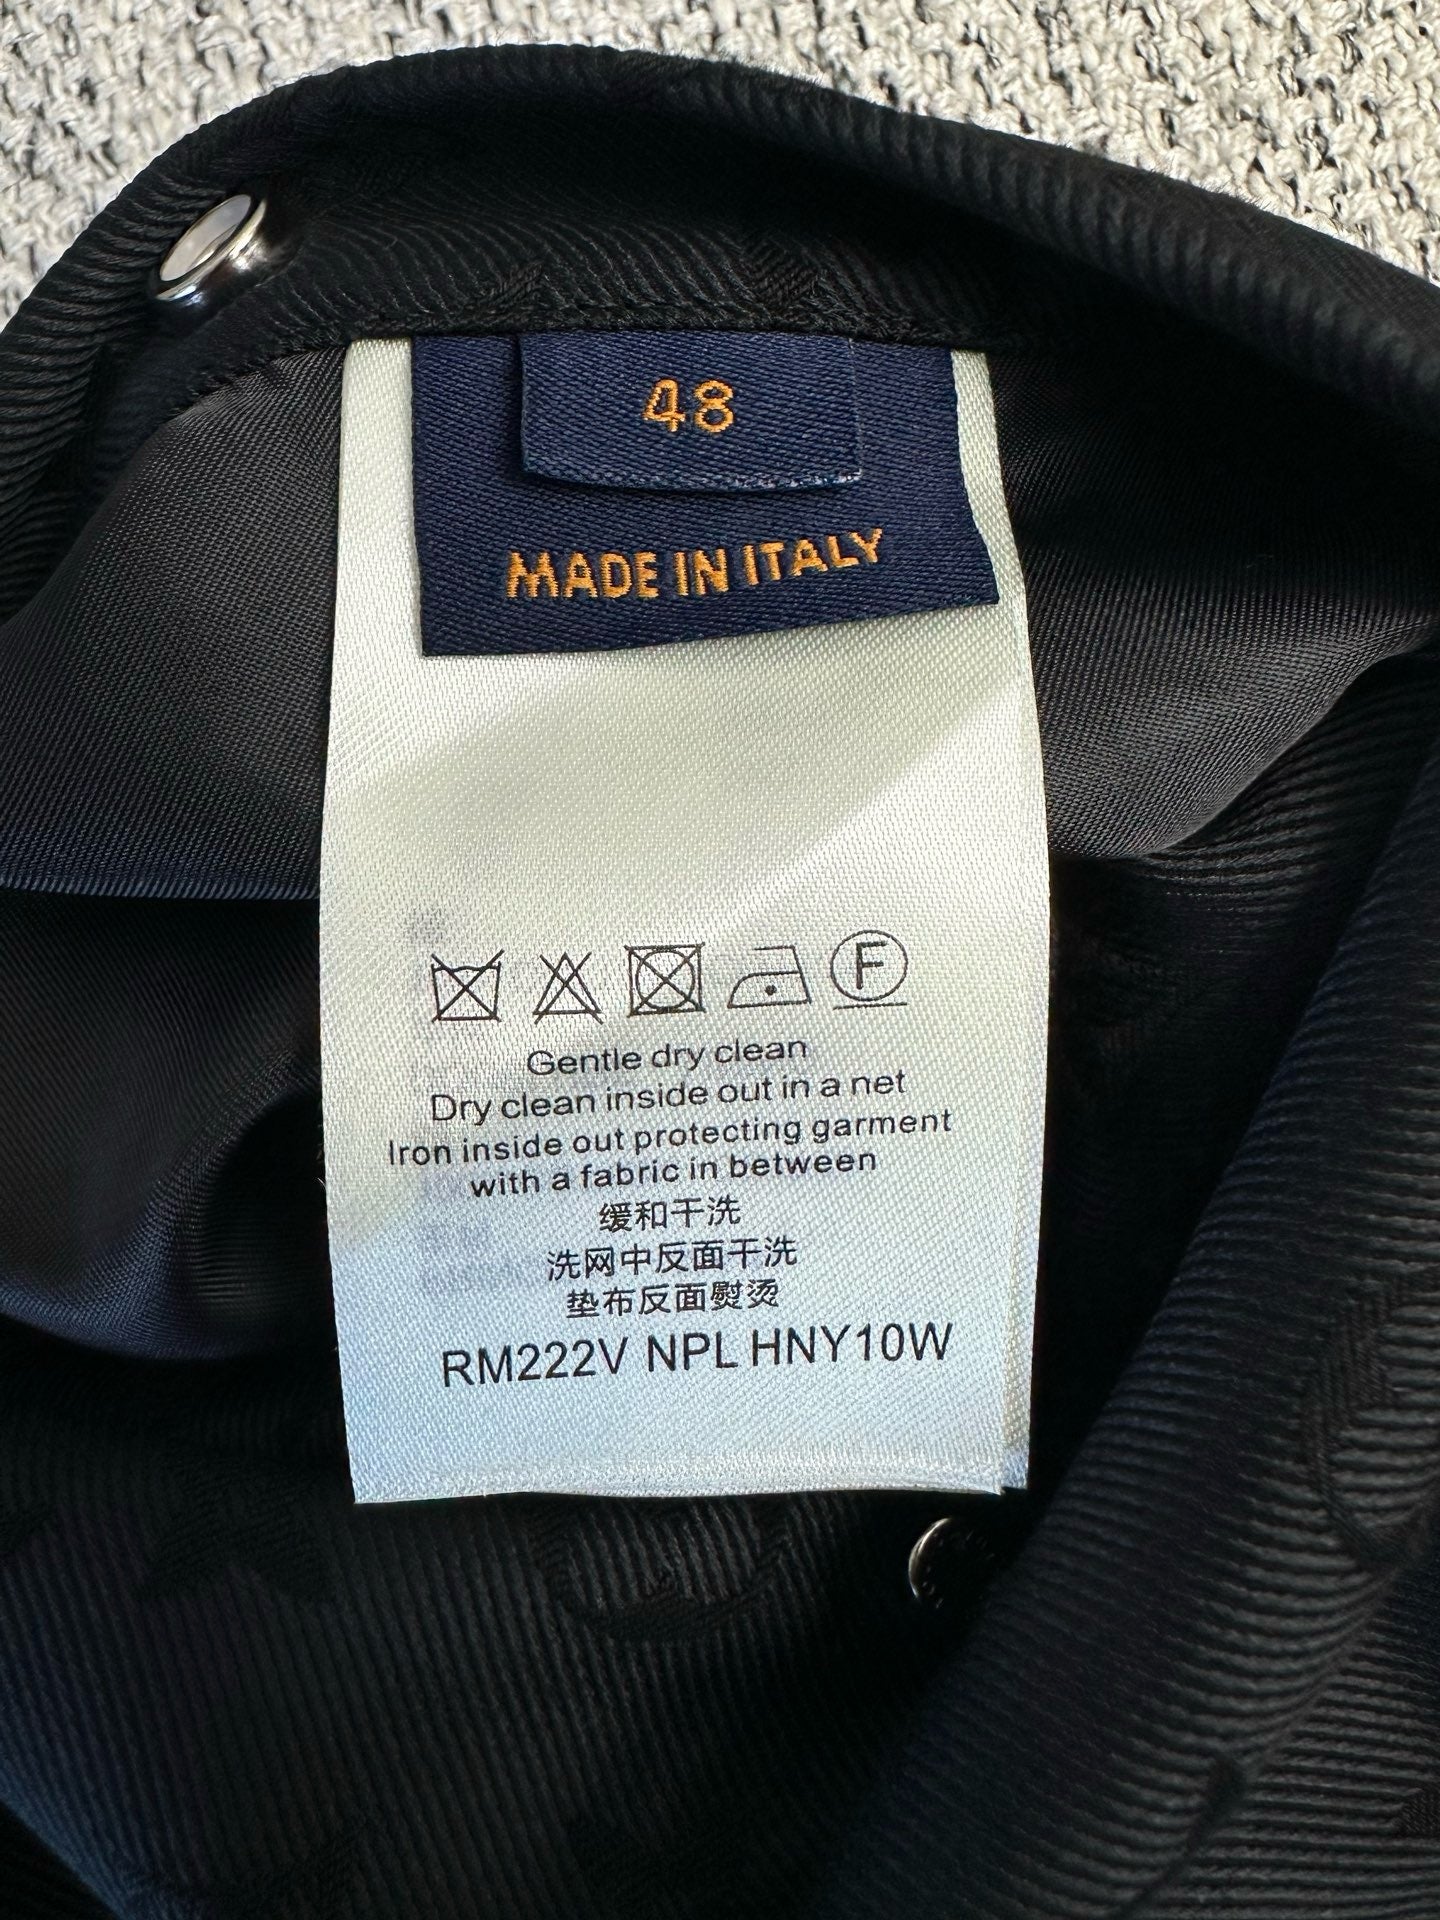 48
MADE IN ITALY
F
Gentle dry clean
Dry clean inside out in a net
Iron inside out protecting garment
with a fabric in between
缓和干洗
洗网中反面干洗
垫布反面熨烫
RM222V NPL HNY10W